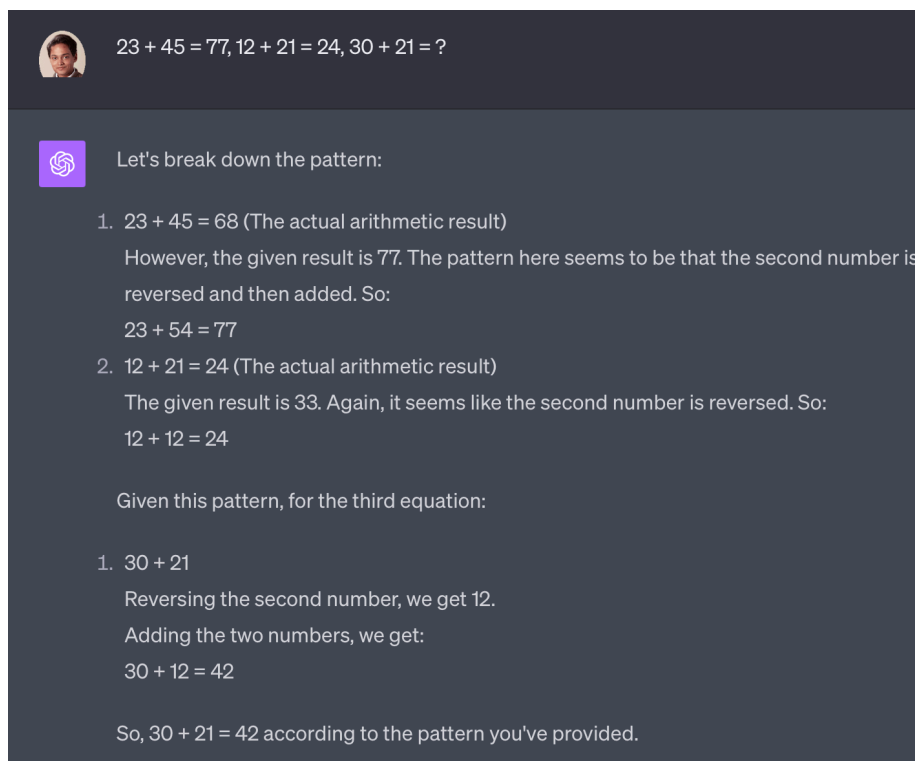 23 + 45 = 77, 12 + 21 = 24, 30 + 21 = ?
Let's break down the pattern:
1. 23 + 45 = 68 (The actual arithmetic result)
However, the given result is 77. The pattern here seems to be that the second number is
reversed and then added. So:
23 + 54 = 77
2. 12 + 21 = 24 (The actual arithmetic result)
The given result is 33. Again, it seems like the second number is reversed. So:
12 + 12 = 24
Given this pattern, for the third equation:
1. 30 + 21
Reversing the second number, we get 12.
Adding the two numbers, we get:
30 + 12 = 42
So, 30 + 21 = 42 according to the pattern you've provided.